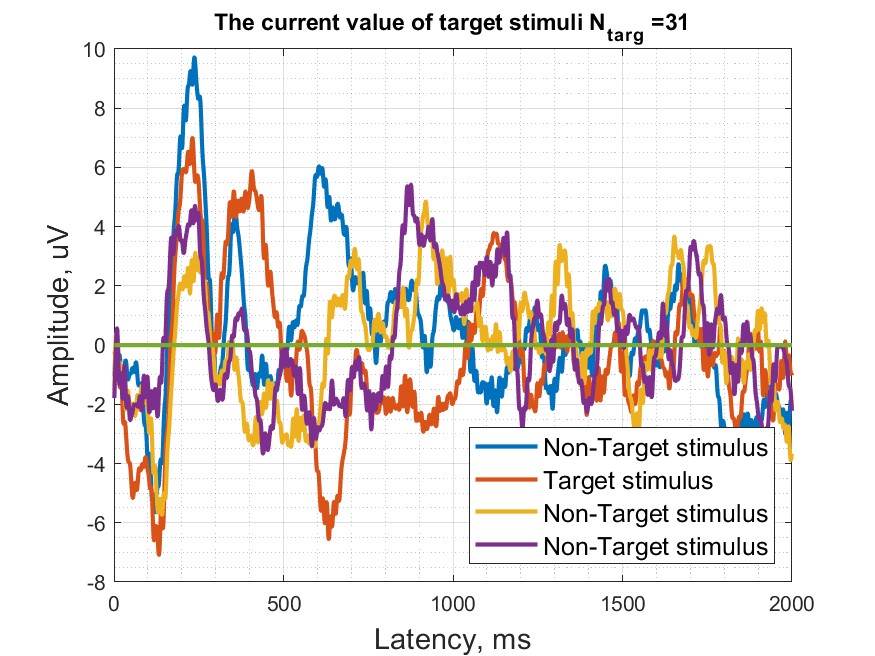 The current value of target stimuli N_targ =31
10
8
6
4
2
0
-2
-4
-6
-8
Amplitude, uV
Non-Target stimulus
Target stimulus
Non-Target stimulus
Non-Target stimulus
0 500 1000 1500 2000
Latency, ms